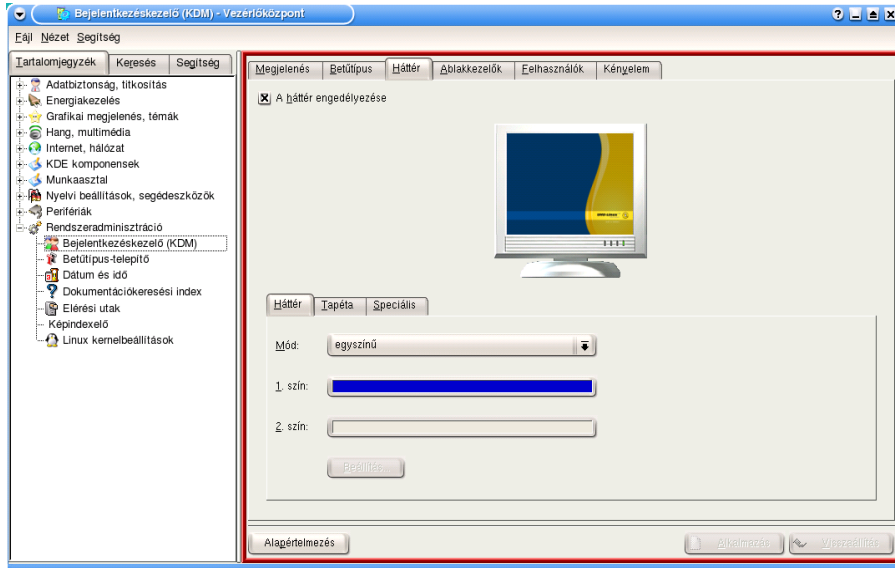 Bejelentkezéskezelő (KDM) - Vezérlőközpont
Fájl Nézet Segítség
Tartalomjegyzék Keresés Segítség
Adatbiztonság, titkosítás
Energiakezelés
Grafikai megjelenés, témák
Hang, multimédia
Internet, hálózat
KDE komponensek
Munkaasztal
Nyelvi beállítások, segédeszközök
Perifériák
Rendszeradminisztráció
Bejelentkezéskezelő (KDM)
Betűtípus-telepítő
Dátum és idő
Dokumentációkeresési index
Elérési utak
Képindexelő
Linux kernelbeállítások
Megjelenés Betűtípus Háttér Ablakkezelők Felhasználók Kényelem
A háttér engedélyezése
Háttér Tapéta Speciális
Mód: egyszínű
1. szín:
2. szín:
Beállítás...
Alapértelmezés Alkalmazás Visszaállítás